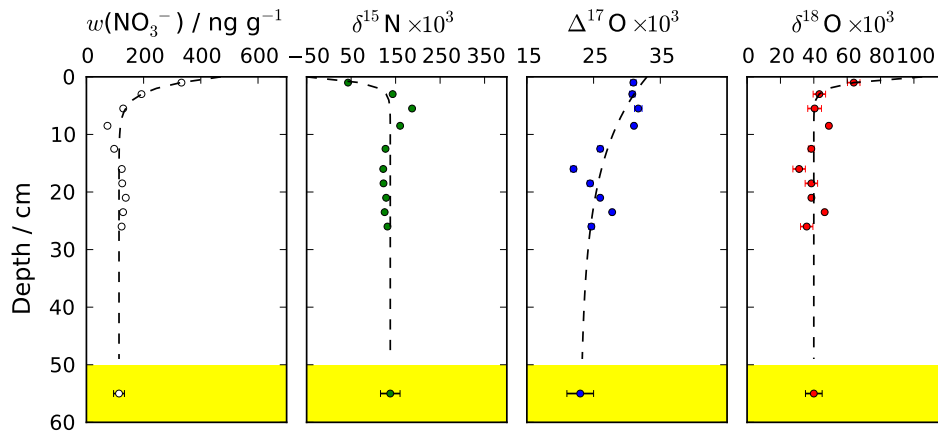 w(NO₃⁻) / ng g⁻¹
δ¹⁵N ×10³
Δ¹⁷O ×10³
δ¹⁸O ×10³
0 200 400 600
−50 50 150 250 350 450
15 25 35
0 20 40 60 80 100
Depth / cm
0
10
20
30
40
50
60